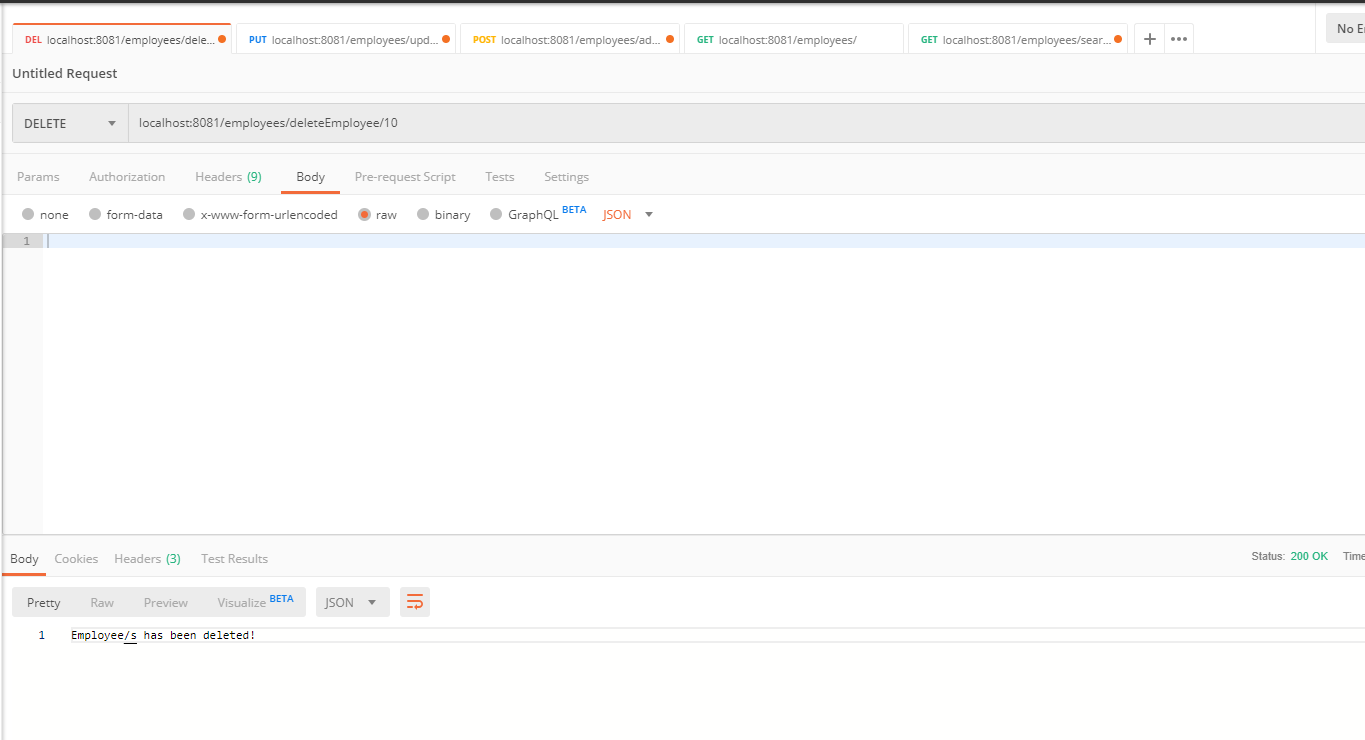 DEL localhost:8081/employees/dele... PUT localhost:8081/employees/upd... POST localhost:8081/employees/ad... GET localhost:8081/employees/ GET localhost:8081/employees/sear... + ••• No
Untitled Request
DELETE localhost:8081/employees/deleteEmployee/10
Params Authorization Headers (9) Body Pre-request Script Tests Settings
none form-data x-www-form-urlencoded raw binary GraphQL BETA JSON
1
Body Cookies Headers (3) Test Results Status: 200 OK Time
Pretty Raw Preview Visualize BETA JSON
1 Employee/s has been deleted!